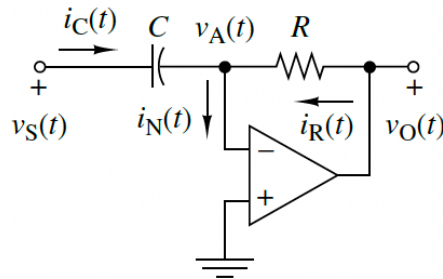 i_C(t) C v_A(t) R
+ v_S(t) i_N(t) i_R(t) + v_O(t)
−
+